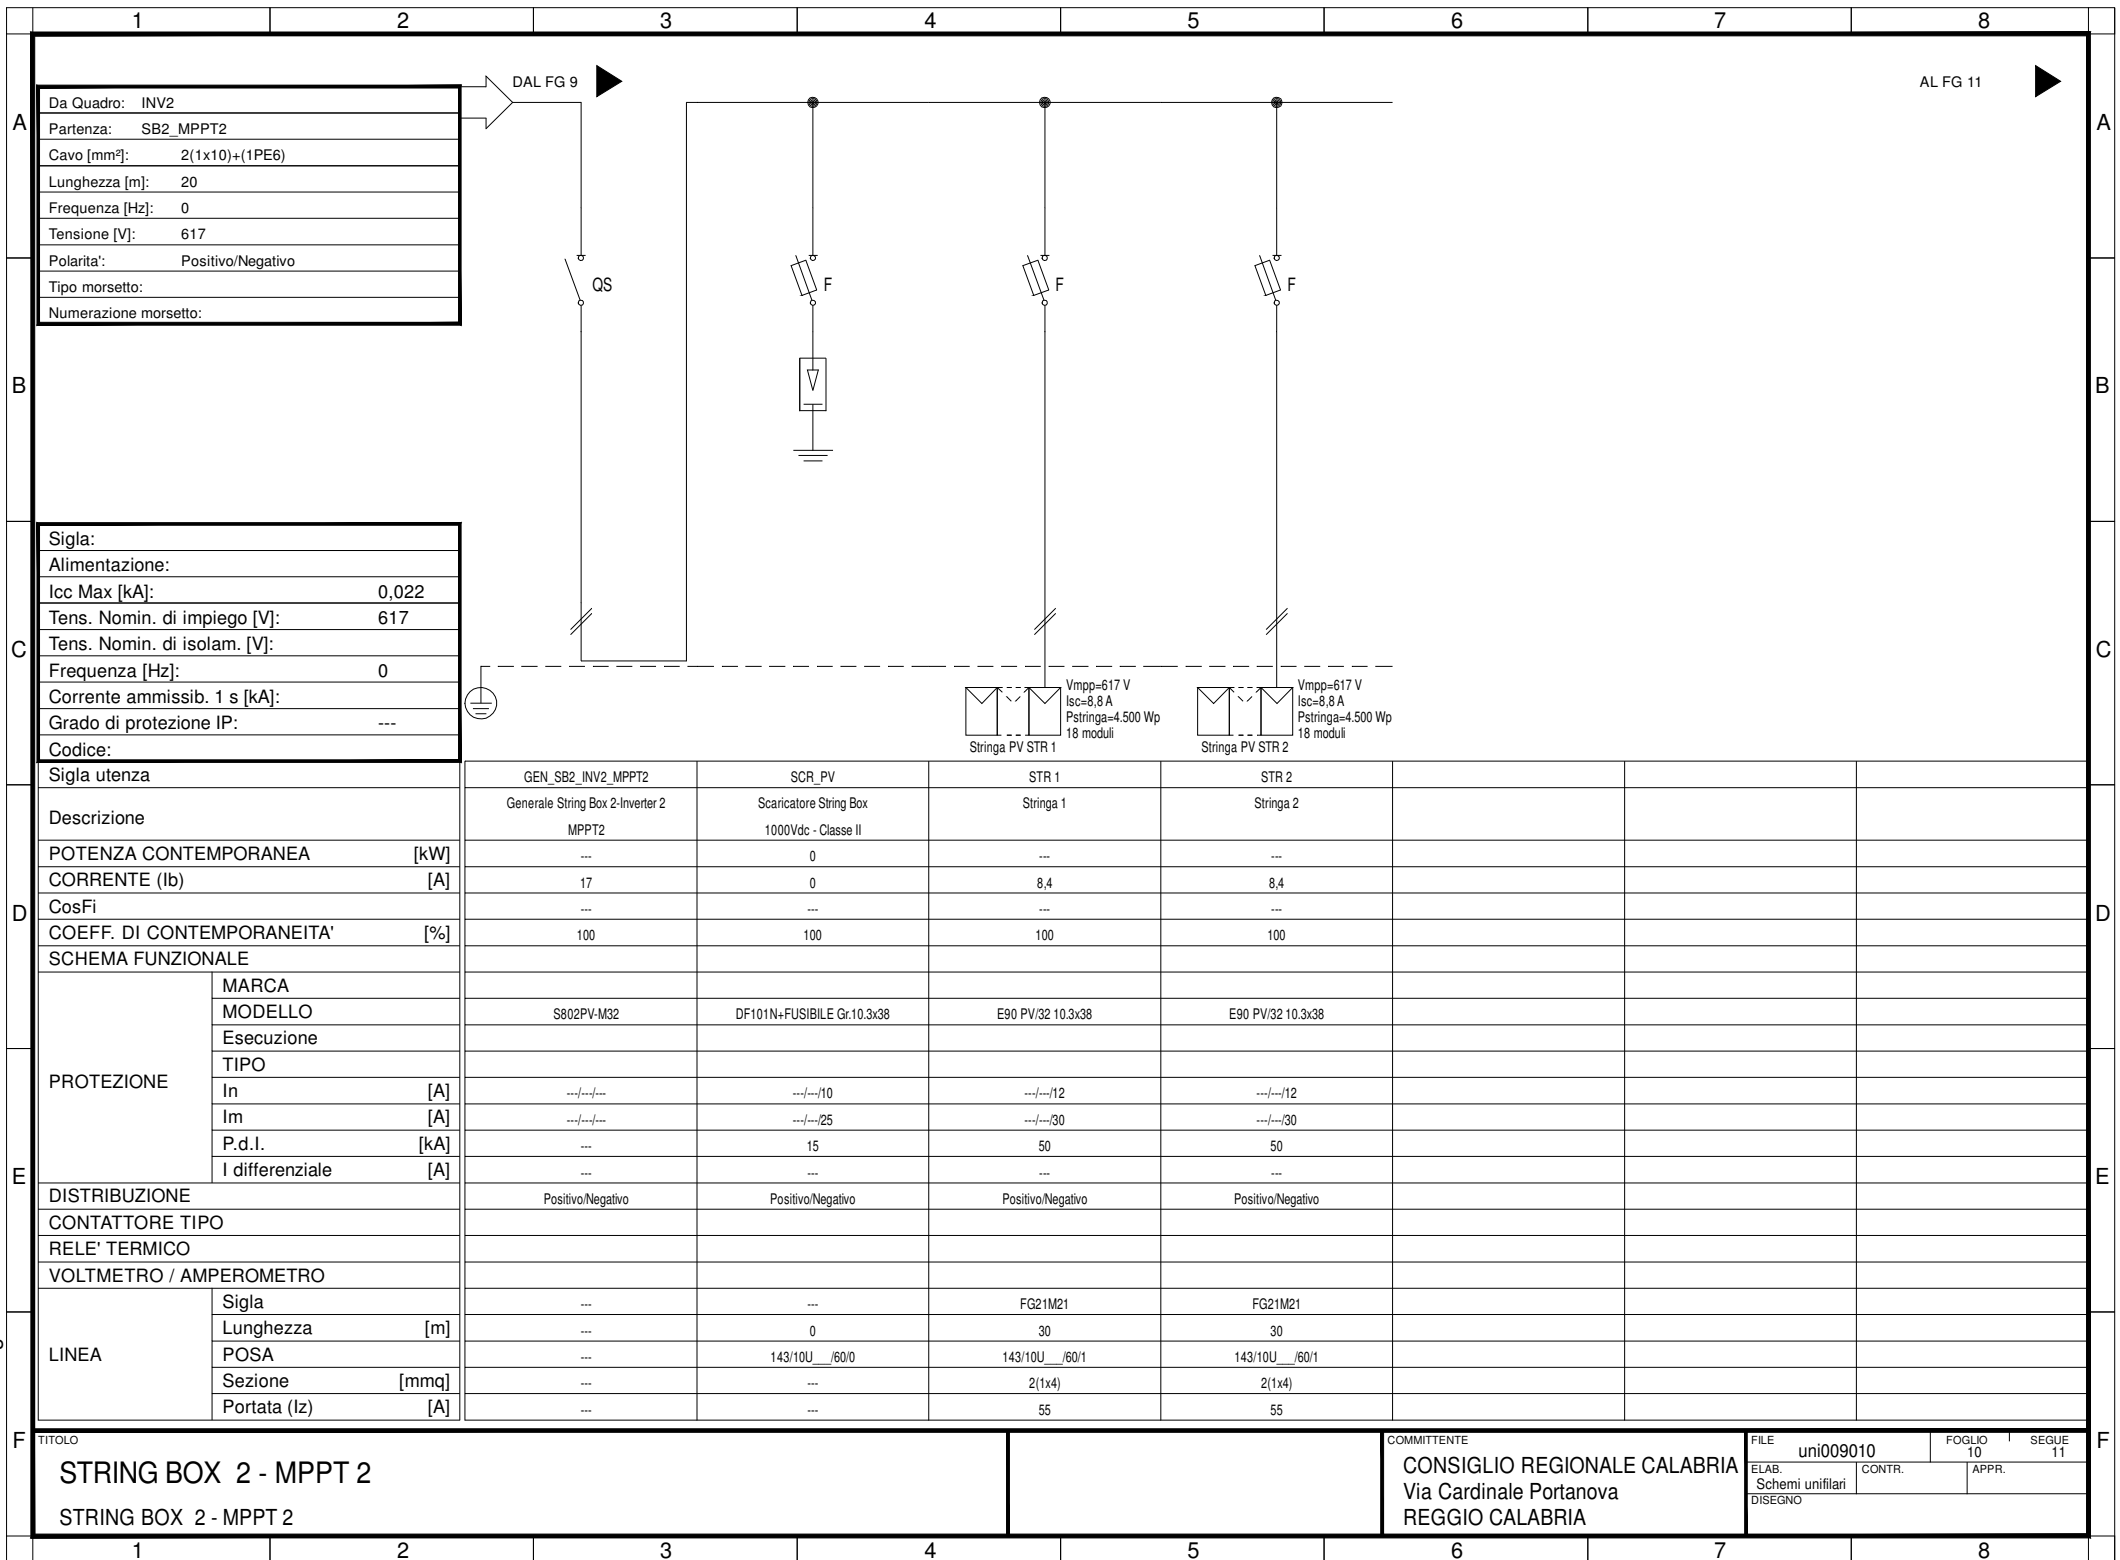 1 2 3 4 5 6 7 8
A A
B B
C C
D D
E E
F F
DAL FG 9
AL FG 11
Da Quadro: INV2
Partenza: SB2_MPPT2
Cavo [mm²]: 2(1x10)+(1PE6)
Lunghezza [m]: 20
Frequenza [Hz]: 0
Tensione [V]: 617
Polarita': Positivo/Negativo
Tipo morsetto:
Numerazione morsetto:
QS
F
F
F
Sigla:
Alimentazione:
Icc Max [kA]: 0,022
Tens. Nomin. di impiego [V]: 617
Tens. Nomin. di isolam. [V]:
Frequenza [Hz]: 0
Corrente ammissib. 1 s [kA]:
Grado di protezione IP: ---
Codice:
Vmpp=617 V
Isc=8,8 A
Pstringa=4.500 Wp
18 moduli
Stringa PV STR 1
Vmpp=617 V
Isc=8,8 A
Pstringa=4.500 Wp
18 moduli
Stringa PV STR 2
Sigla utenza GEN_SB2_INV2_MPPT2 SCR_PV STR 1 STR 2
Descrizione
Generale String Box 2-Inverter 2 Scaricatore String Box Stringa 1 Stringa 2
MPPT2 1000Vdc - Classe II
POTENZA CONTEMPORANEA [kW] --- 0 --- ---
CORRENTE (Ib) [A] 17 0 8,4 8,4
CosFi --- --- --- ---
COEFF. DI CONTEMPORANEITA' [%] 100 100 100 100
SCHEMA FUNZIONALE
PROTEZIONE
MARCA
MODELLO S802PV-M32 DF101N+FUSIBILE Gr.10.3x38 E90 PV/32 10.3x38 E90 PV/32 10.3x38
Esecuzione
TIPO
In [A] ---/---/--- ---/---/10 ---/---/12 ---/---/12
Im [A] ---/---/--- ---/---/25 ---/---/30 ---/---/30
P.d.I. [kA] --- 15 50 50
I differenziale [A] --- --- --- ---
DISTRIBUZIONE Positivo/Negativo Positivo/Negativo Positivo/Negativo Positivo/Negativo
CONTATTORE TIPO
RELE' TERMICO
VOLTMETRO / AMPEROMETRO
LINEA
Sigla --- --- FG21M21 FG21M21
Lunghezza [m] --- 0 30 30
POSA --- 143/10U___/60/0 143/10U___/60/1 143/10U___/60/1
Sezione [mmq] --- --- 2(1x4) 2(1x4)
Portata (Iz) [A] --- --- 55 55
TITOLO
STRING BOX 2 - MPPT 2
STRING BOX 2 - MPPT 2
COMMITTENTE
CONSIGLIO REGIONALE CALABRIA
Via Cardinale Portanova
REGGIO CALABRIA
FILE uni009010
FOGLIO 10
SEGUE 11
ELAB. Schemi unifilari
CONTR.
APPR.
DISEGNO
1 2 3 4 5 6 7 8